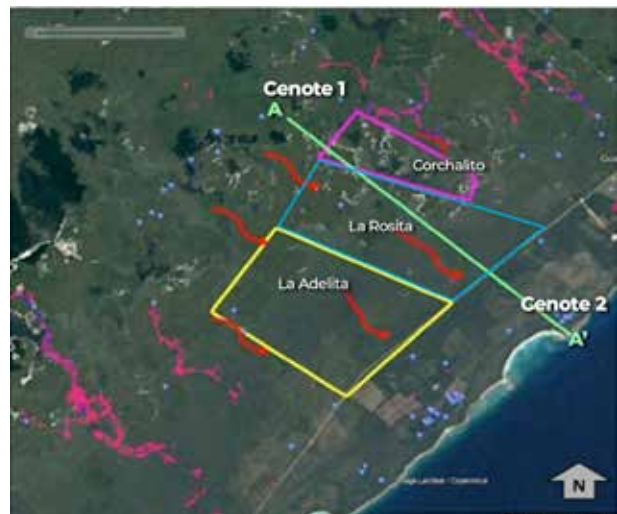 Cenote 1
A
Corchalito
La Rosita
La Adelita
Cenote 2
A'
N